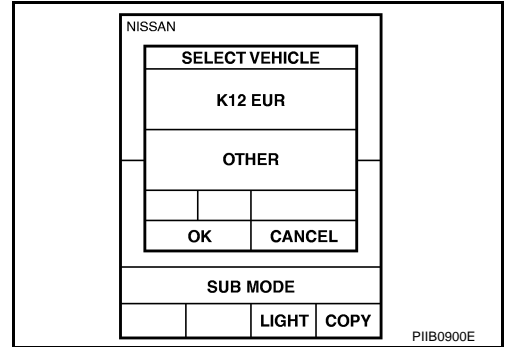 NISSAN
SELECT VEHICLE
K12 EUR
OTHER
OK CANCEL
SUB MODE
LIGHT COPY
PIIB0900E